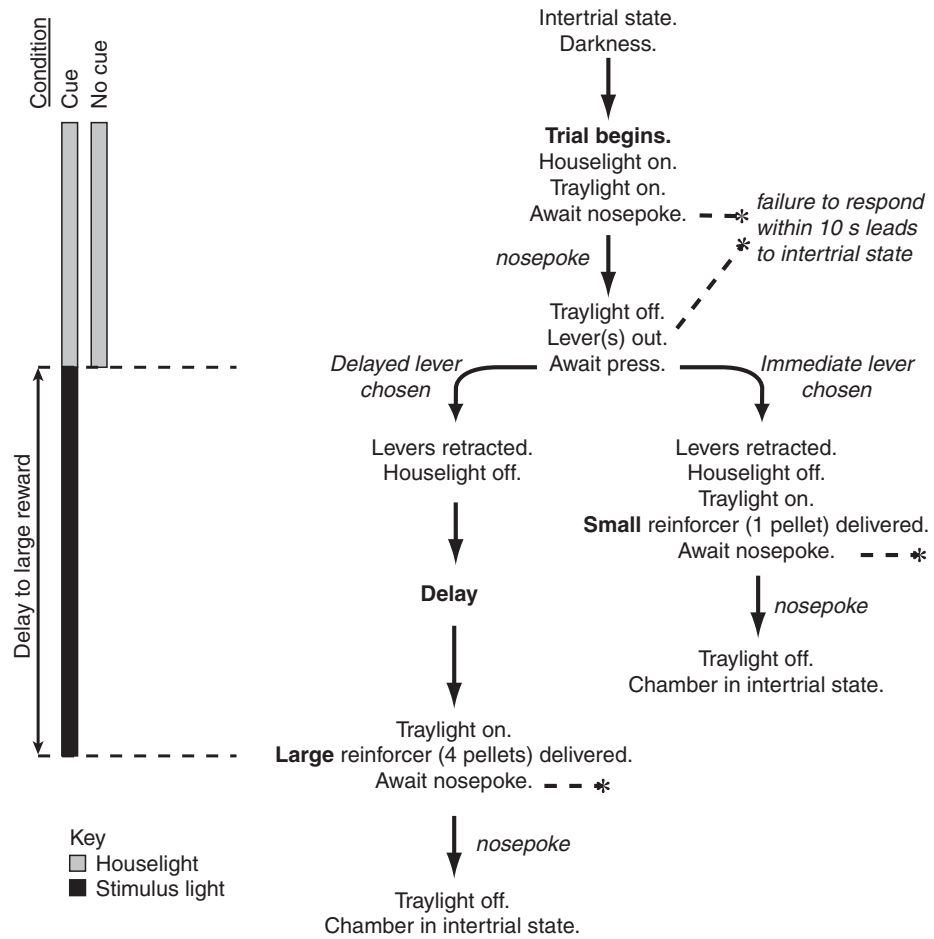 Condition
Cue
No cue
Intertrial state.
Darkness.
Trial begins.
Houselight on.
Traylight on.
Await nosepoke.
failure to respond
within 10 s leads
to intertrial state
nosepoke
Traylight off.
Lever(s) out.
Await press.
Delayed lever
chosen
Immediate lever
chosen
Levers retracted.
Houselight off.
Levers retracted.
Houselight off.
Traylight on.
Small reinforcer (1 pellet) delivered.
Await nosepoke.
Delay to large reward
Delay
nosepoke
Traylight off.
Chamber in intertrial state.
Traylight on.
Large reinforcer (4 pellets) delivered.
Await nosepoke.
nosepoke
Traylight off.
Chamber in intertrial state.
Key
Houselight
Stimulus light